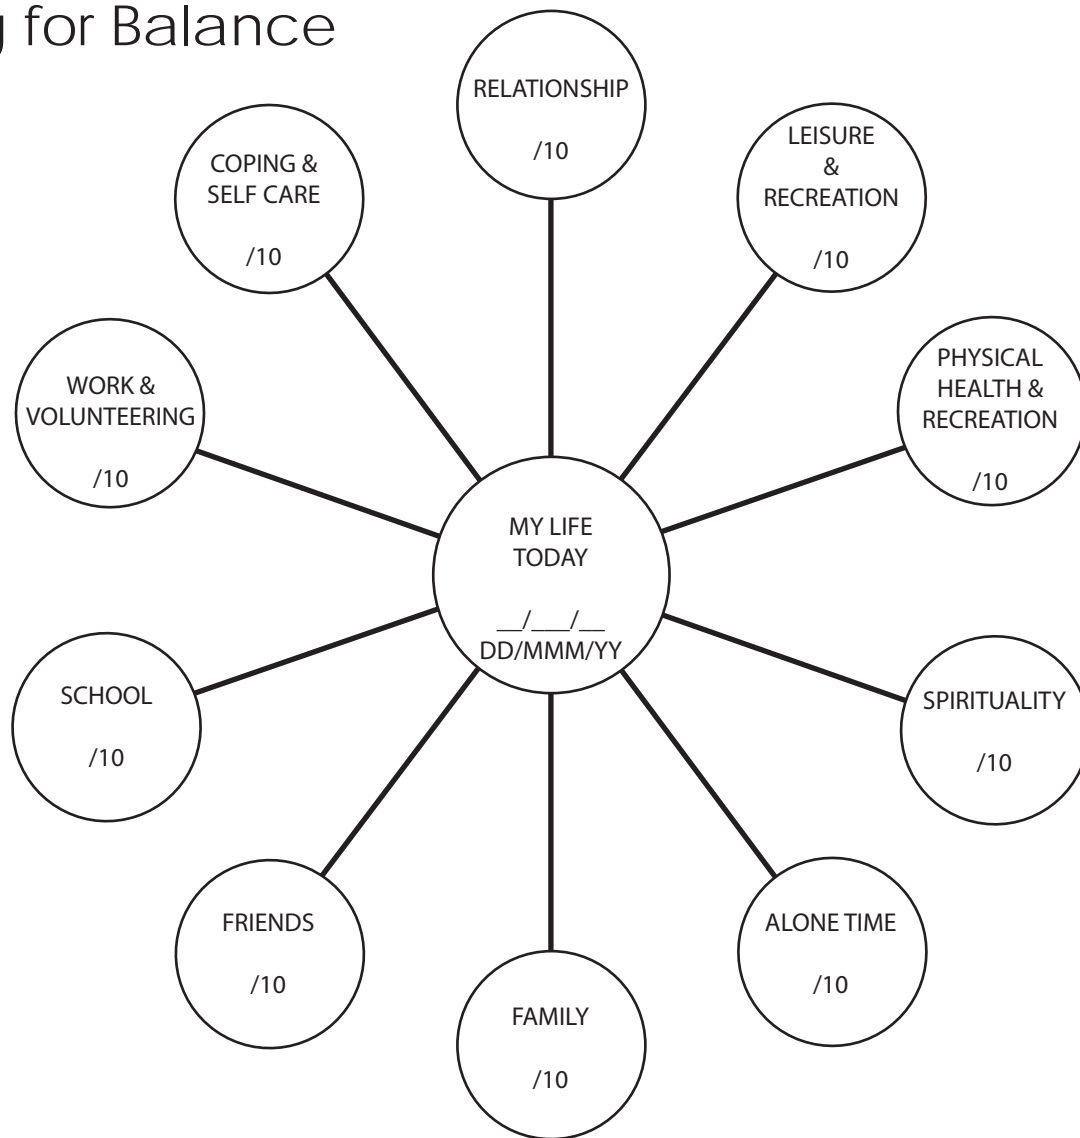 g for Balance
RELATIONSHIP
/10
LEISURE
&
RECREATION
/10
PHYSICAL
HEALTH &
RECREATION
/10
SPIRITUALITY
/10
ALONE TIME
/10
FAMILY
/10
FRIENDS
/10
SCHOOL
/10
WORK &
VOLUNTEERING
/10
COPING &
SELF CARE
/10
MY LIFE
TODAY
__/___/__
DD/MMM/YY